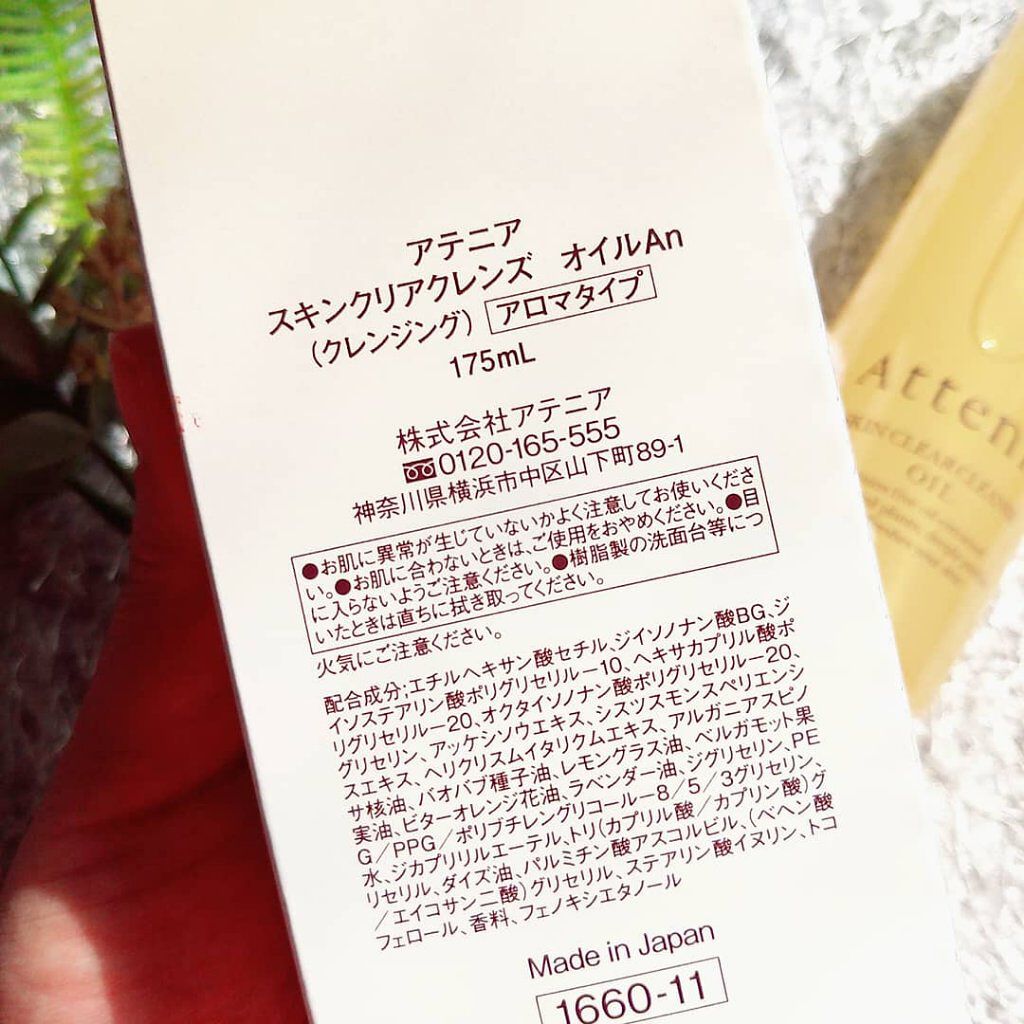 アテニア
スキンクリアクレンズ オイルAn
(クレンジング) アロマタイプ
175mL
株式会社アテニア
0120-165-555
神奈川県横浜市中区山下町89-1
●お肌に異常が生じていないかよく注意してお使いくださ
い。●お肌に合わないときは、ご使用をおやめください。●目
に入らないようご注意ください。●樹脂製の洗面台等につ
いたときは直ちに拭き取ってください。
火気にご注意ください。
配合成分;エチルヘキサン酸セチル、ジイソノナン酸BG、ジ
イソステアリン酸ポリグリセリル－10、ヘキサカプリル酸ポ
リグリセリル－20、オクタイソノナン酸ポリグリセリル－20、
グリセリン、アッケシソウエキス、シスツスモンスペリエンシ
スエキス、ヘリクリスムイタリクムエキス、アルガニアスピノ
サ核油、バオバブ種子油、レモングラス油、ベルガモット果
実油、ビターオレンジ花油、ラベンダー油、ジグリセリン、PE
G／PPG／ポリブチレングリコール－8／5／3グリセリン、
水、ジカプリリルエーテル、トリ(カプリル酸／カプリン酸)グ
リセリル、ダイズ油、パルミチン酸アスコルビル、(ベヘン酸
／エイコサン二酸)グリセリル、ステアリン酸イヌリン、トコ
フェロール、香料、フェノキシエタノール
Made in Japan
1660-11
Atten
SKIN CLEAR CLEANSE
OIL